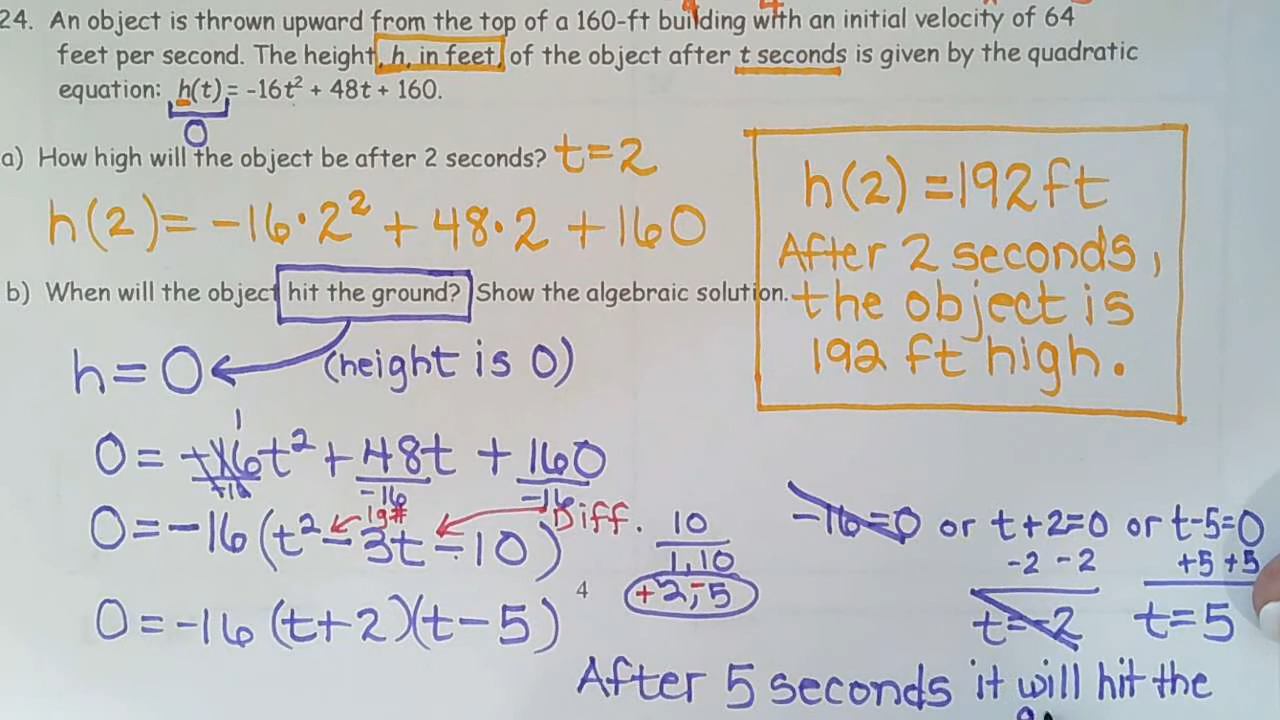 24. An object is thrown upward from the top of a 160-ft building with an initial velocity of 64
feet per second. The height, h, in feet, of the object after t seconds is given by the quadratic
equation: h(t) = -16t² + 48t + 160.
0
a) How high will the object be after 2 seconds? t=2
h(2)= -16·2² + 48·2 +160
h(2) =192ft
After 2 seconds,
the object is
192 ft high.
b) When will the object hit the ground? Show the algebraic solution.
h=0 (height is 0)
1
0= -16t² + 48t + 160
-16 -16 -16
lg# Diff.
0=-16(t² - 3t - 10)
10
1,10
+2,-5
4
0=-16(t+2)(t-5)
-16=0 or t+2=0 or t-5=0
-2 -2 +5 +5
t=-2 t=5
After 5 seconds it will hit the